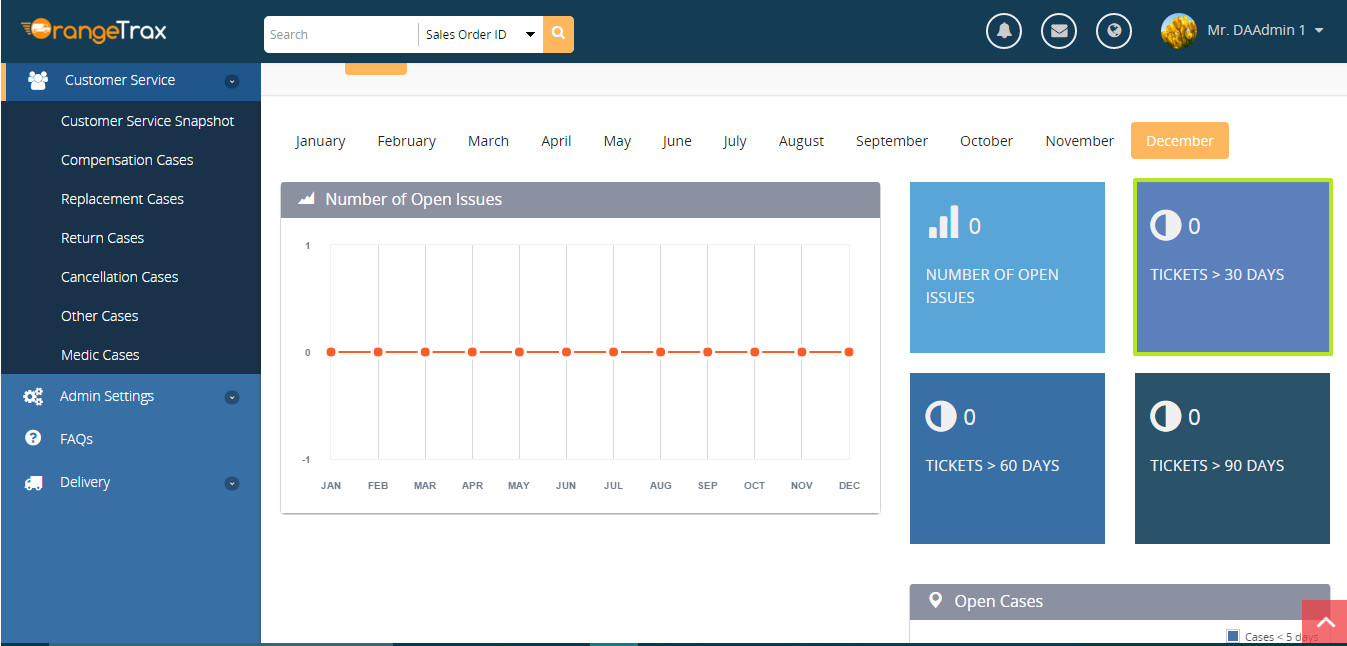 OrangeTrax
Search
Sales Order ID
Mr. DAAdmin 1
Customer Service
Customer Service Snapshot
Compensation Cases
Replacement Cases
Return Cases
Cancellation Cases
Other Cases
Medic Cases
Admin Settings
FAQs
Delivery
January February March April May June July August September October November December
Number of Open Issues
1
0
-1
JAN FEB MAR APR MAY JUN JUL AUG SEP OCT NOV DEC
0
NUMBER OF OPEN
ISSUES
0
TICKETS > 30 DAYS
0
TICKETS > 60 DAYS
0
TICKETS > 90 DAYS
Open Cases
Cases < 5 days